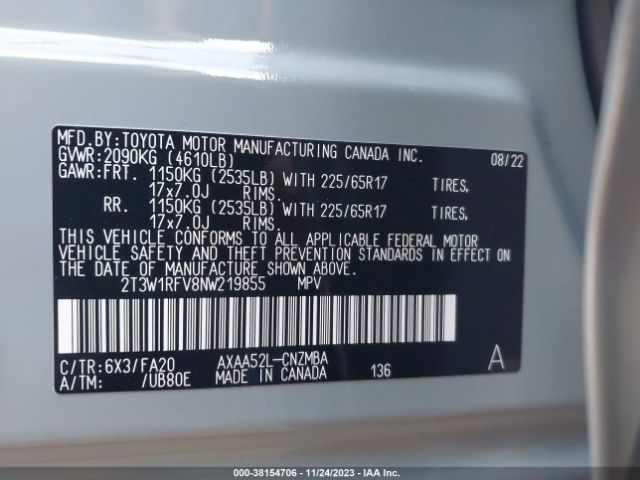 MFD.BY:TOYOTA MOTOR MANUFACTURING CANADA INC. 08/22
GVWR:2090KG (4610LB)
GAWR:FRT. 1150KG (2535LB) WITH 225/65R17 TIRES,
17x7.0J RIMS.
RR. 1150KG (2535LB) WITH 225/65R17 TIRES,
17x7.0J RIMS.
THIS VEHICLE CONFORMS TO ALL APPLICABLE FEDERAL MOTOR
VEHICLE SAFETY AND THEFT PREVENTION STANDARDS IN EFFECT ON
THE DATE OF MANUFACTURE SHOWN ABOVE.
2T3W1RFV8NW219855 MPV
C/TR:6X3/FA20 AXAA52L-CNZMBA A
A/TM: /UB80E MADE IN CANADA 136
000-38154706 - 11/24/2023 - IAA Inc.